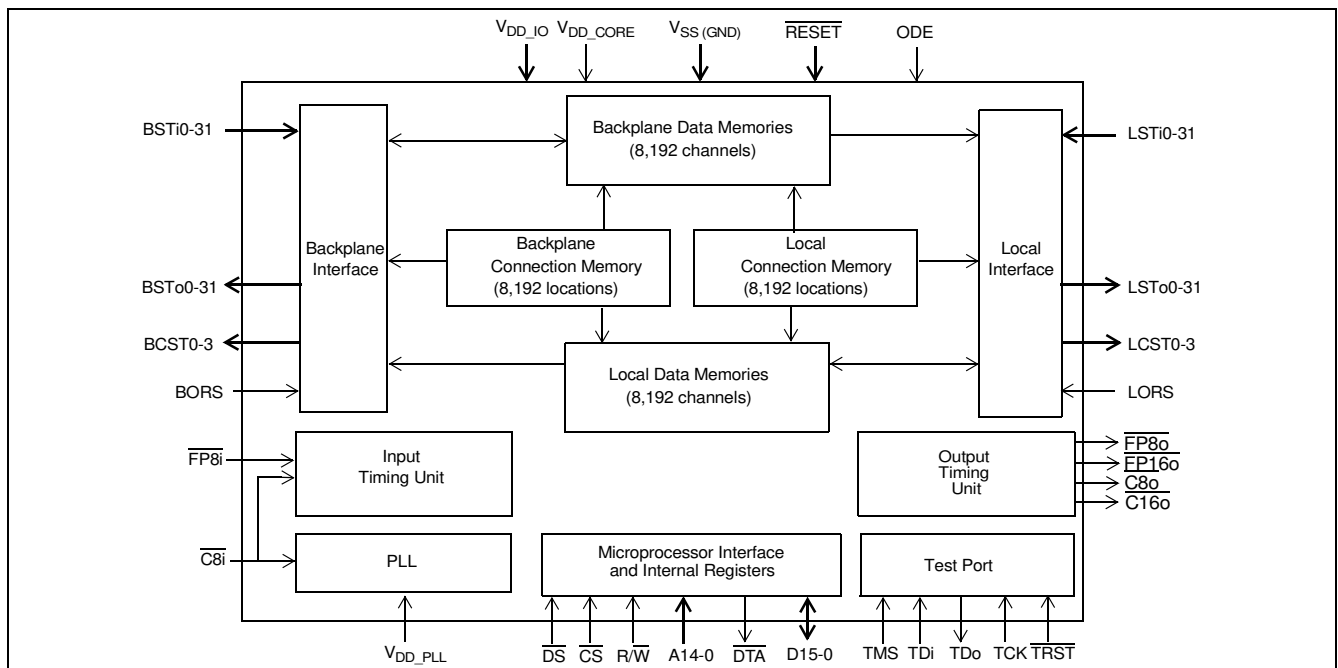 VDD_IO VDD_CORE VSS (GND) RESET ODE
BSTi0-31
Backplane Data Memories
(8,192 channels)
LSTi0-31
Backplane
Interface
Backplane
Connection Memory
(8,192 locations)
Local
Connection Memory
(8,192 locations)
Local
Interface
BSTo0-31
LSTo0-31
BCST0-3
LCST0-3
Local Data Memories
(8,192 channels)
BORS
LORS
FP8i
Input
Timing Unit
Output
Timing
Unit
FP8o
FP16o
C8o
C16o
C8i
PLL
Microprocessor Interface
and Internal Registers
Test Port
VDD_PLL
DS CS R/W A14-0 DTA D15-0
TMS TDi TDo TCK TRST